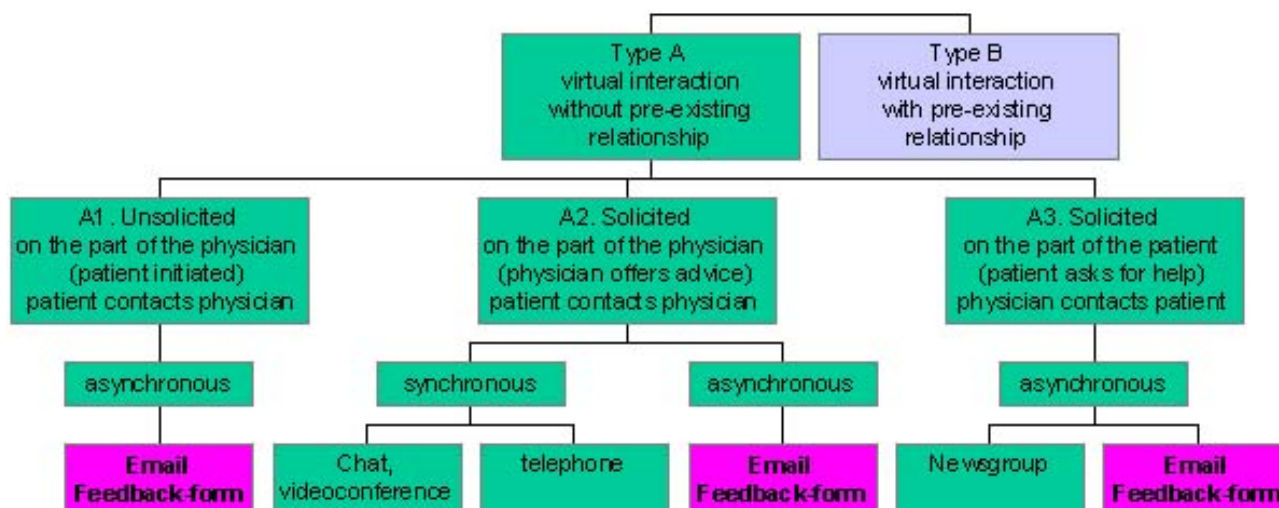 Type A
virtual interaction
without pre-existing
relationship
Type B
virtual interaction
with pre-existing
relationship
A1. Unsolicited
on the part of the physician
(patient initiated)
patient contacts physician
A2. Solicited
on the part of the physician
(physician offers advice)
patient contacts physician
A3. Solicited
on the part of the patient
(patient asks for help)
physician contacts patient
asynchronous
synchronous
asynchronous
asynchronous
Email
Feedback-form
Chat,
videoconference
telephone
Email
Feedback-form
Newsgroup
Email
Feedback-form